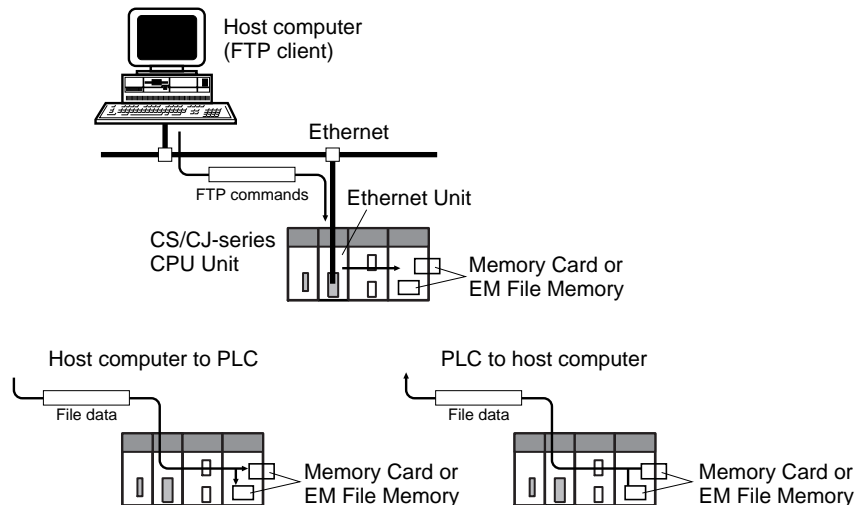 Host computer
(FTP client)
Ethernet
FTP commands
Ethernet Unit
CS/CJ-series
CPU Unit
Memory Card or
EM File Memory
Host computer to PLC
File data
Memory Card or
EM File Memory
PLC to host computer
File data
Memory Card or
EM File Memory